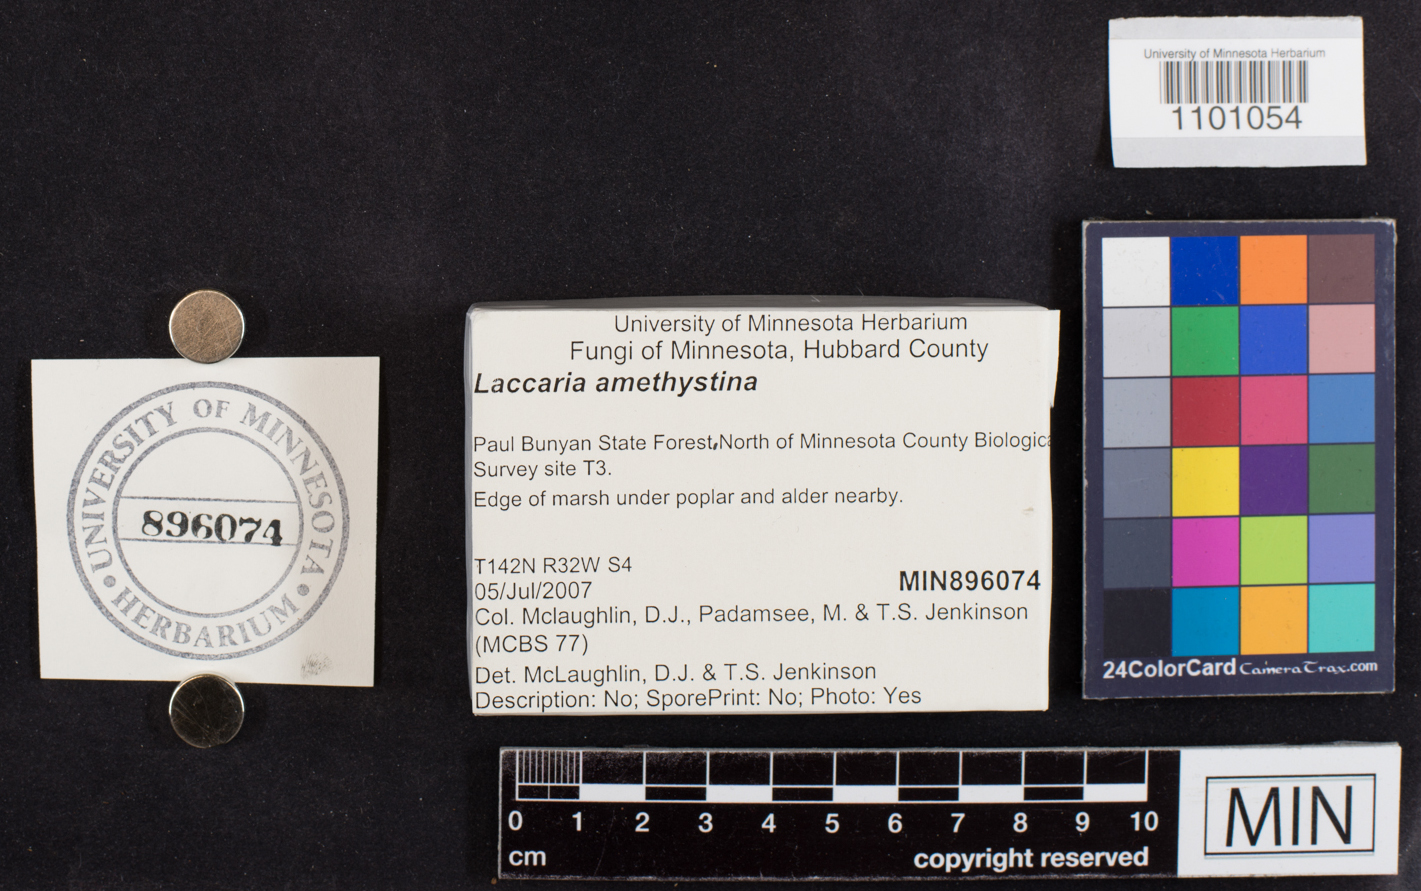 University of Minnesota Herbarium
1101054
University of Minnesota Herbarium
Fungi of Minnesota, Hubbard County
Laccaria amethystina
Paul Bunyan State Forest,North of Minnesota County Biologica
Survey site T3.
Edge of marsh under poplar and alder nearby.
T142N R32W S4
05/Jul/2007
MIN896074
Col. Mclaughlin, D.J., Padamsee, M. & T.S. Jenkinson
(MCBS 77)
Det. McLaughlin, D.J. & T.S. Jenkinson
Description: No; SporePrint: No; Photo: Yes
UNIVERSITY OF MINNESOTA
896074
HERBARIUM
24ColorCard CameraTrax.com
0 1 2 3 4 5 6 7 8 9 10
cm
copyright reserved
MIN